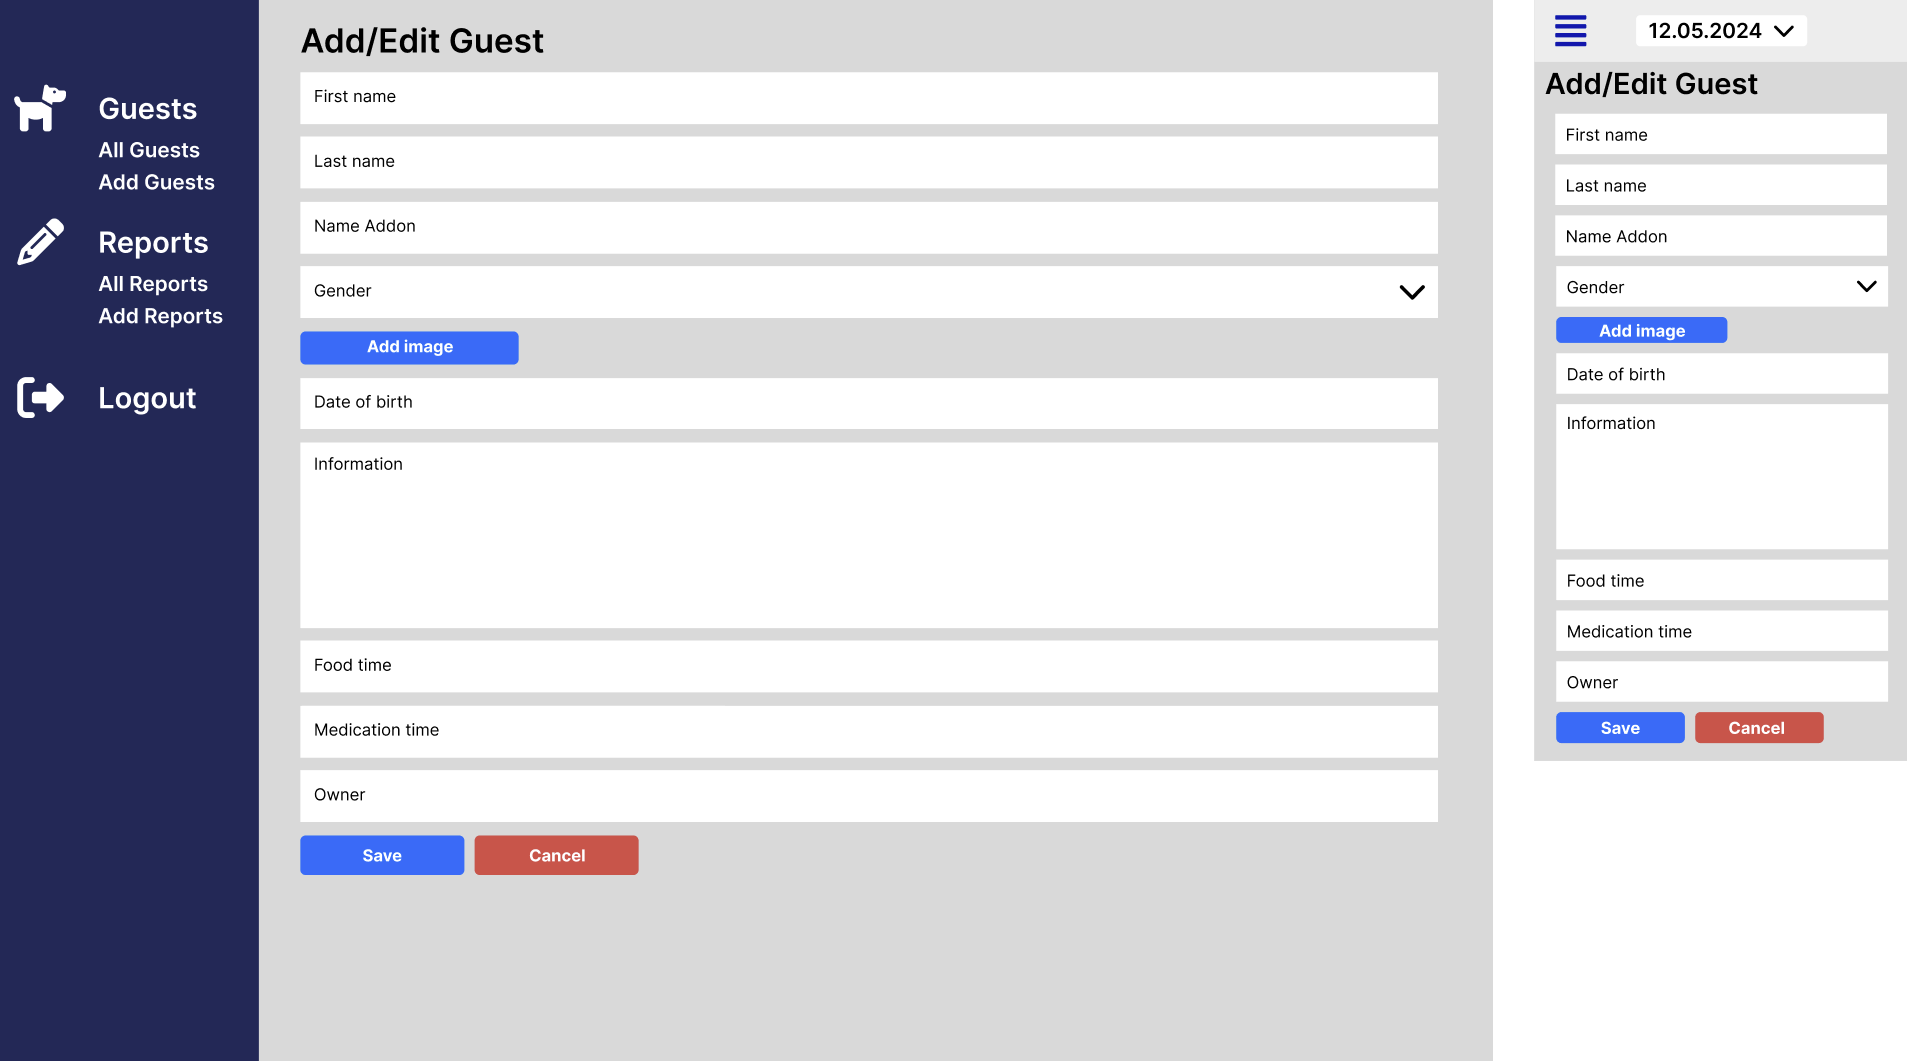 Guests
All Guests
Add Guests
Reports
All Reports
Add Reports
Logout
Add/Edit Guest
First name
Last name
Name Addon
Gender
Add image
Date of birth
Information
Food time
Medication time
Owner
Save
Cancel
12.05.2024
Add/Edit Guest
First name
Last name
Name Addon
Gender
Add image
Date of birth
Information
Food time
Medication time
Owner
Save
Cancel